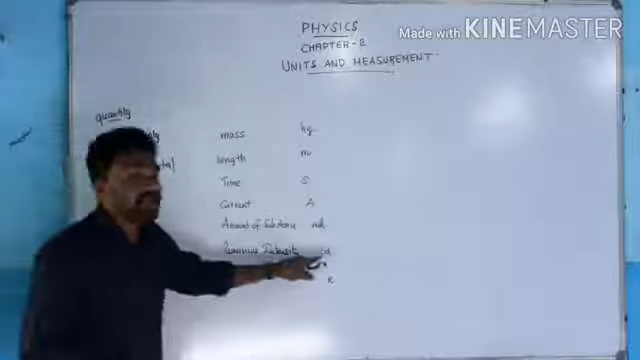 PHYSICS
Made with KINEMASTER
CHAPTER-2
UNITS AND MEASUREMENT
quantity
mass kg
length m
Time S
Current A
Amount of Substance mol
Luminous Intensity cd
K